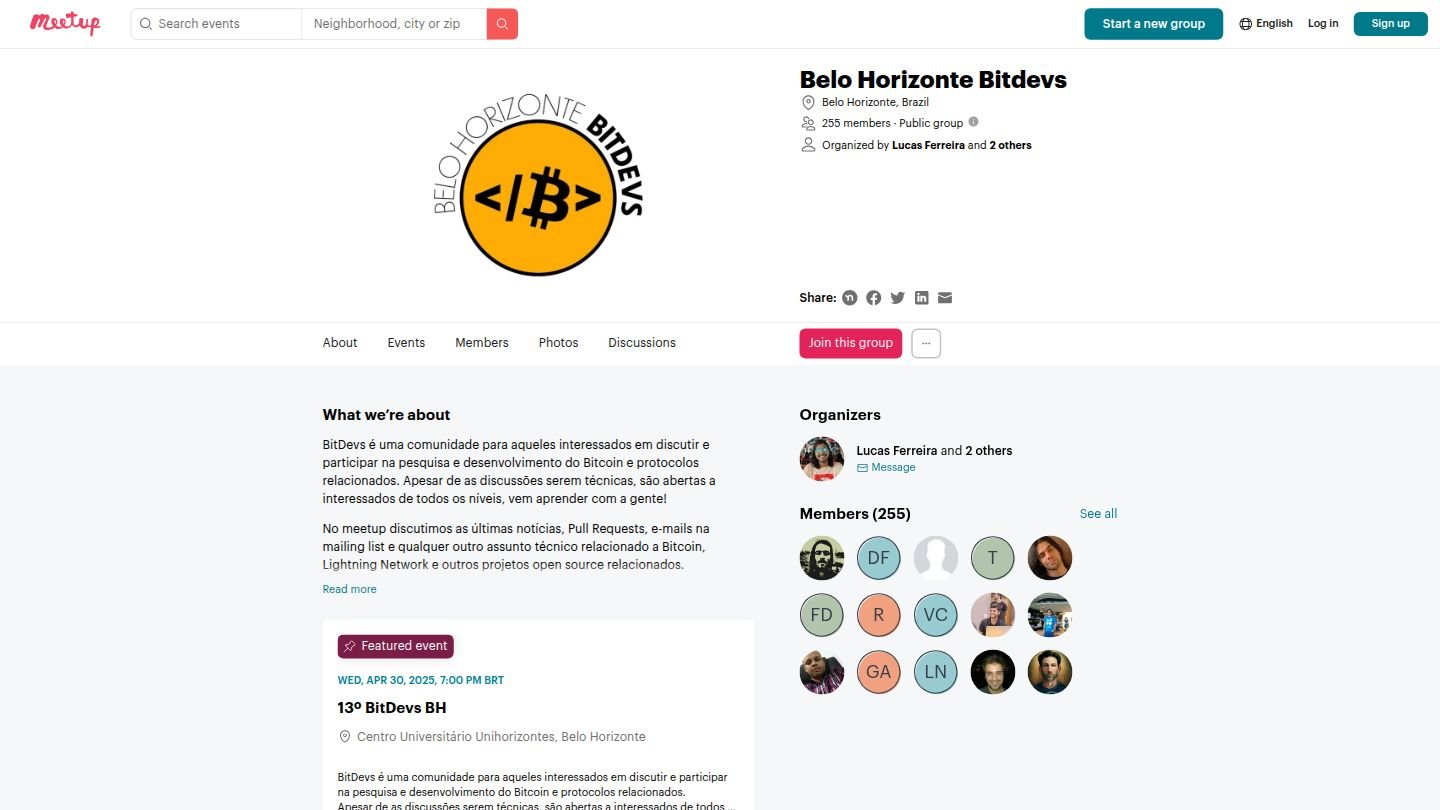 Meetup
Search events
Neighborhood, city or zip
Start a new group
English
Log in
Sign up
BELO HORIZONTE BITDEVS
</₿>
Belo Horizonte Bitdevs
Belo Horizonte, Brazil
255 members · Public group
Organized by Lucas Ferreira and 2 others
Share:
About
Events
Members
Photos
Discussions
Join this group
...
What we’re about
BitDevs é uma comunidade para aqueles interessados em discutir e
participar na pesquisa e desenvolvimento do Bitcoin e protocolos
relacionados. Apesar de as discussões serem técnicas, são abertas a
interessados de todos os níveis, vem aprender com a gente!
No meetup discutimos as últimas notícias, Pull Requests, e-mails na
mailing list e qualquer outro assunto técnico relacionado a Bitcoin,
Lightning Network e outros projetos open source relacionados.
Read more
Featured event
WED, APR 30, 2025, 7:00 PM BRT
13º BitDevs BH
Centro Universitário Unihorizontes, Belo Horizonte
BitDevs é uma comunidade para aqueles interessados em discutir e participar
na pesquisa e desenvolvimento do Bitcoin e protocolos relacionados.
Apesar de as discussões serem técnicas, são abertas a interessados de todos ...
Organizers
Lucas Ferreira and 2 others
Message
Members (255)
See all
DF
T
FD
R
VC
GA
LN